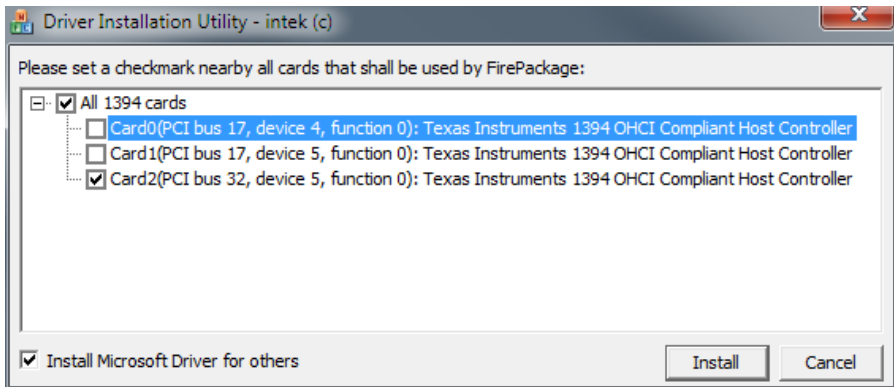 Driver Installation Utility - intek (c)
Please set a checkmark nearby all cards that shall be used by FirePackage:
All 1394 cards
Card0(PCI bus 17, device 4, function 0): Texas Instruments 1394 OHCI Compliant Host Controller
Card1(PCI bus 17, device 5, function 0): Texas Instruments 1394 OHCI Compliant Host Controller
Card2(PCI bus 32, device 5, function 0): Texas Instruments 1394 OHCI Compliant Host Controller
Install Microsoft Driver for others
Install
Cancel